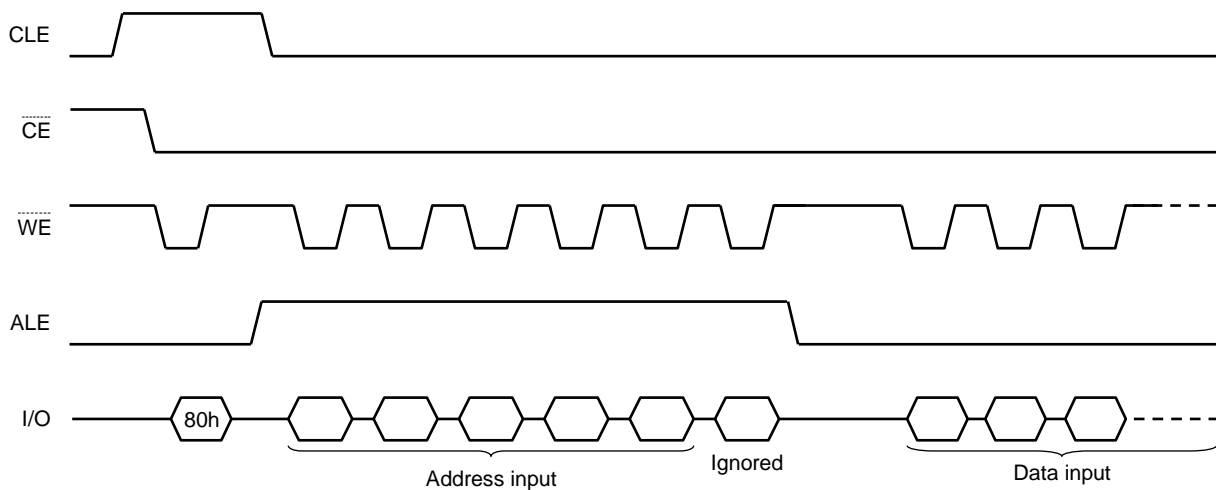 CLE
CE
WE
ALE
I/O
80h
Address input
Ignored
Data input